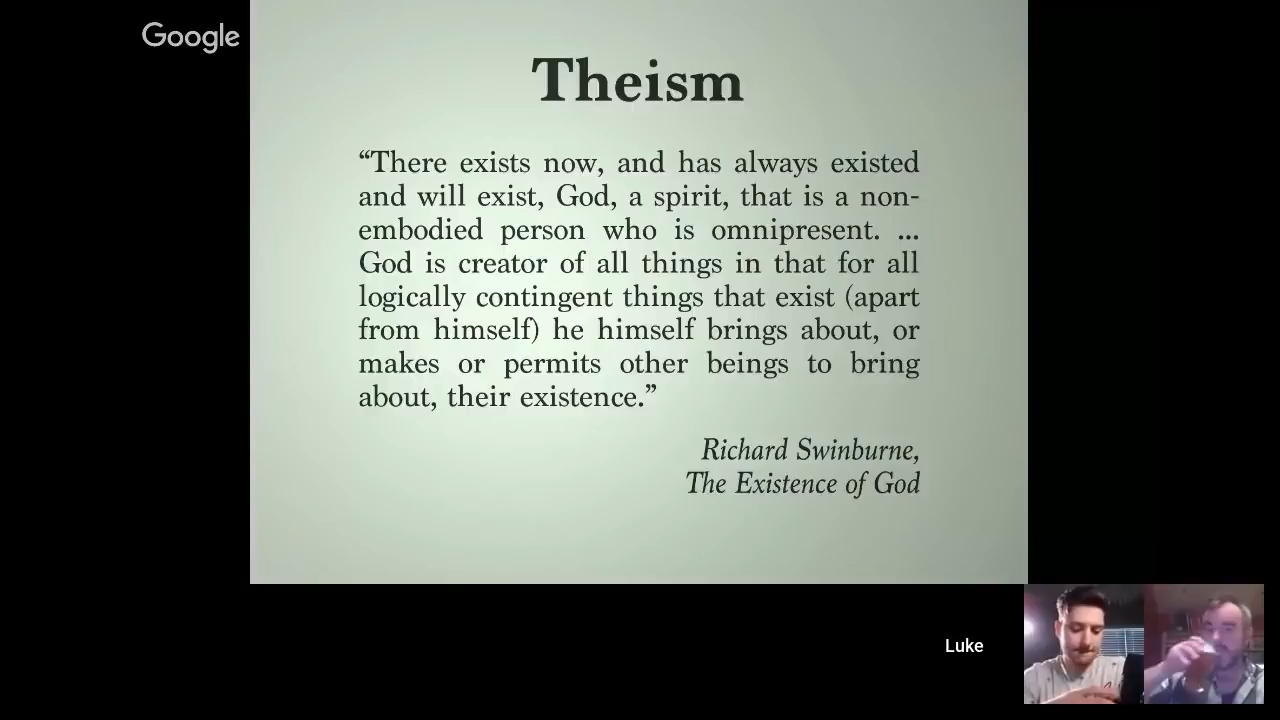 Google
Theism
“There exists now, and has always existed
and will exist, God, a spirit, that is a non-
embodied person who is omnipresent. ...
God is creator of all things in that for all
logically contingent things that exist (apart
from himself) he himself brings about, or
makes or permits other beings to bring
about, their existence.”
Richard Swinburne,
The Existence of God
Luke